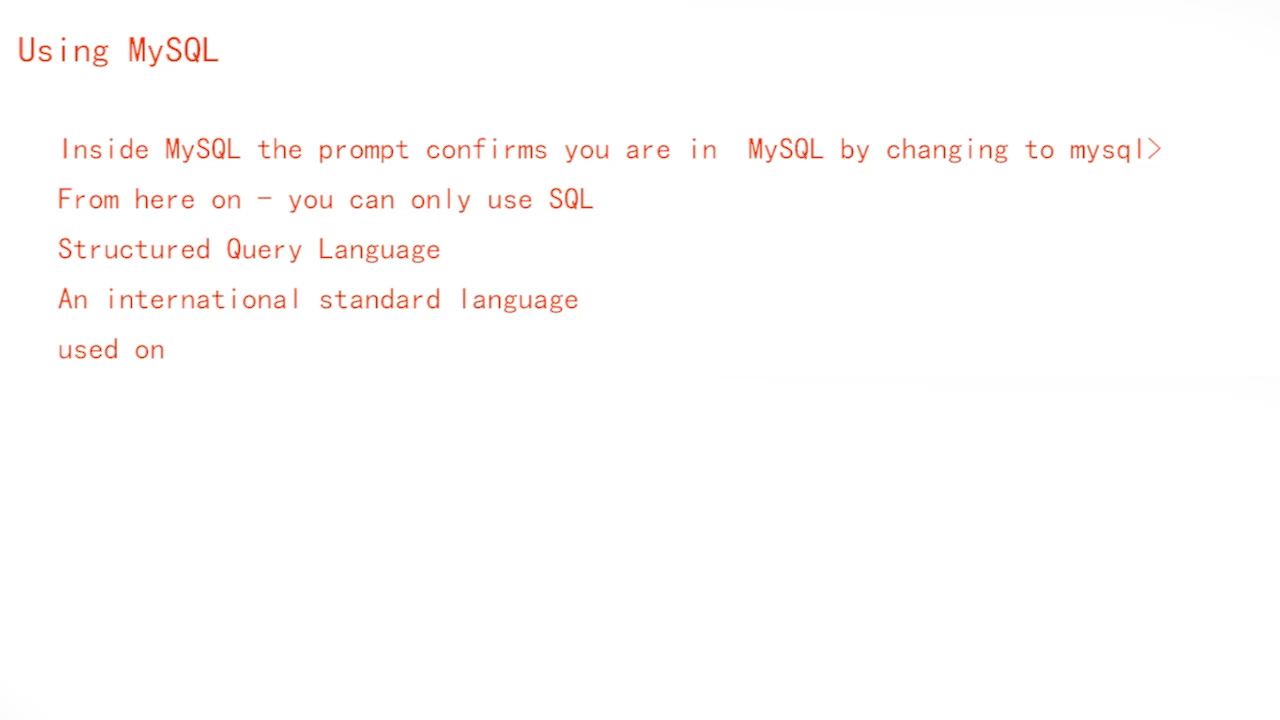 Using MySQL
Inside MySQL the prompt confirms you are in  MySQL by changing to mysql>
From here on - you can only use SQL
Structured Query Language
An international standard language
used on